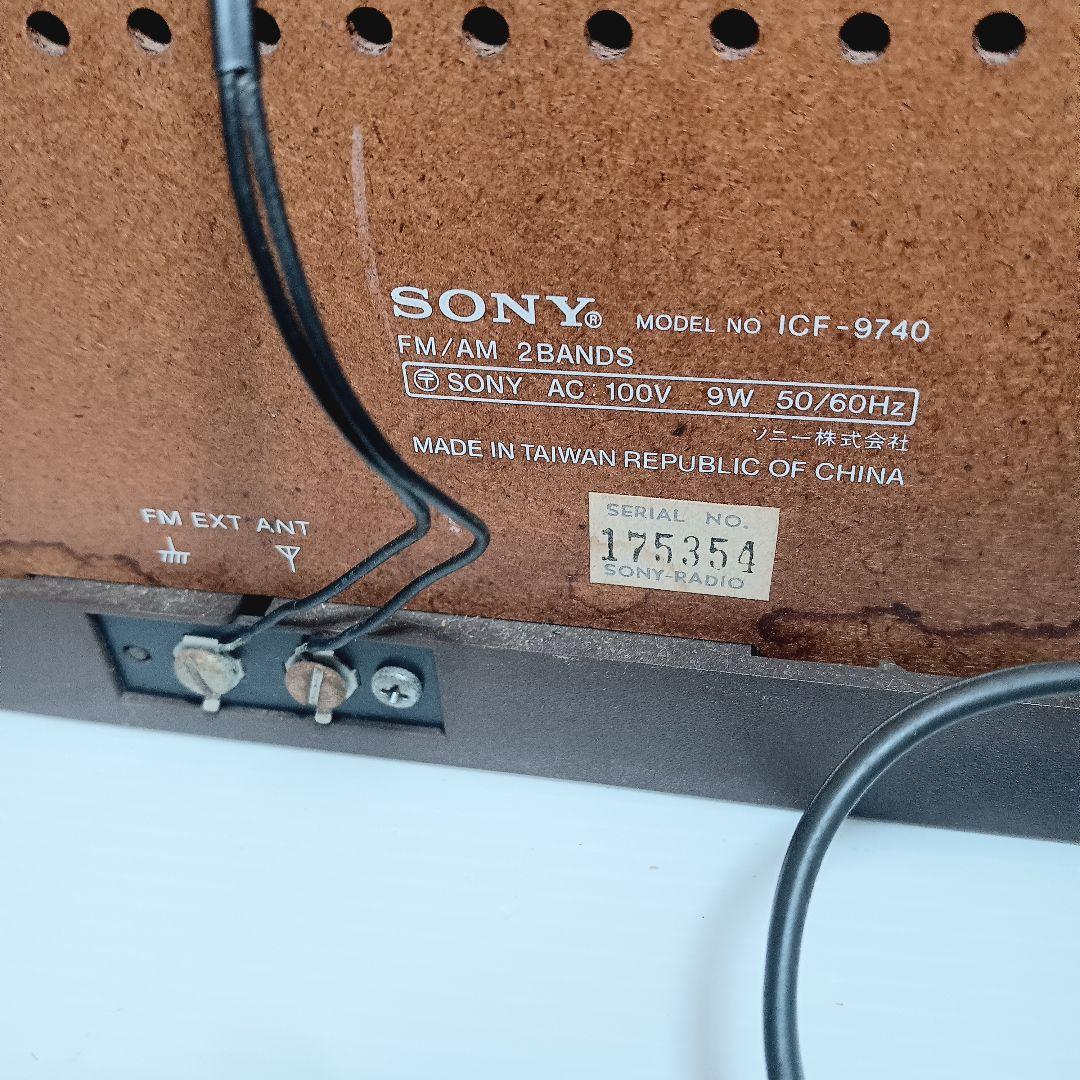 SONY® MODEL NO ICF-9740
FM/AM 2BANDS
〒 SONY AC: 100V 9W 50/60Hz
ソニー株式会社
MADE IN TAIWAN REPUBLIC OF CHINA
FM EXT ANT
SERIAL NO.
175354
SONY-RADIO